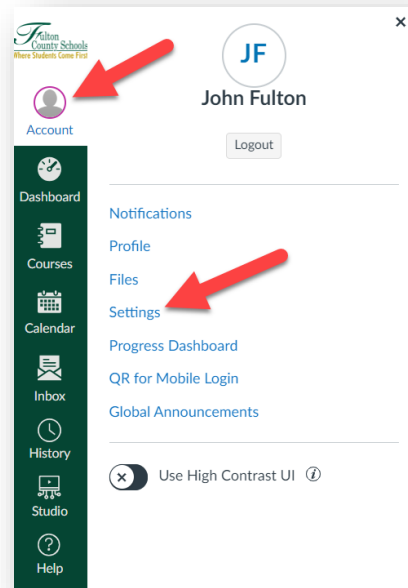 Fulton
County Schools
Where Students Come First
Account
Dashboard
Courses
Calendar
Inbox
History
Studio
Help
×
JF
John Fulton
Logout
Notifications
Profile
Files
Settings
Progress Dashboard
QR for Mobile Login
Global Announcements
Use High Contrast UI i